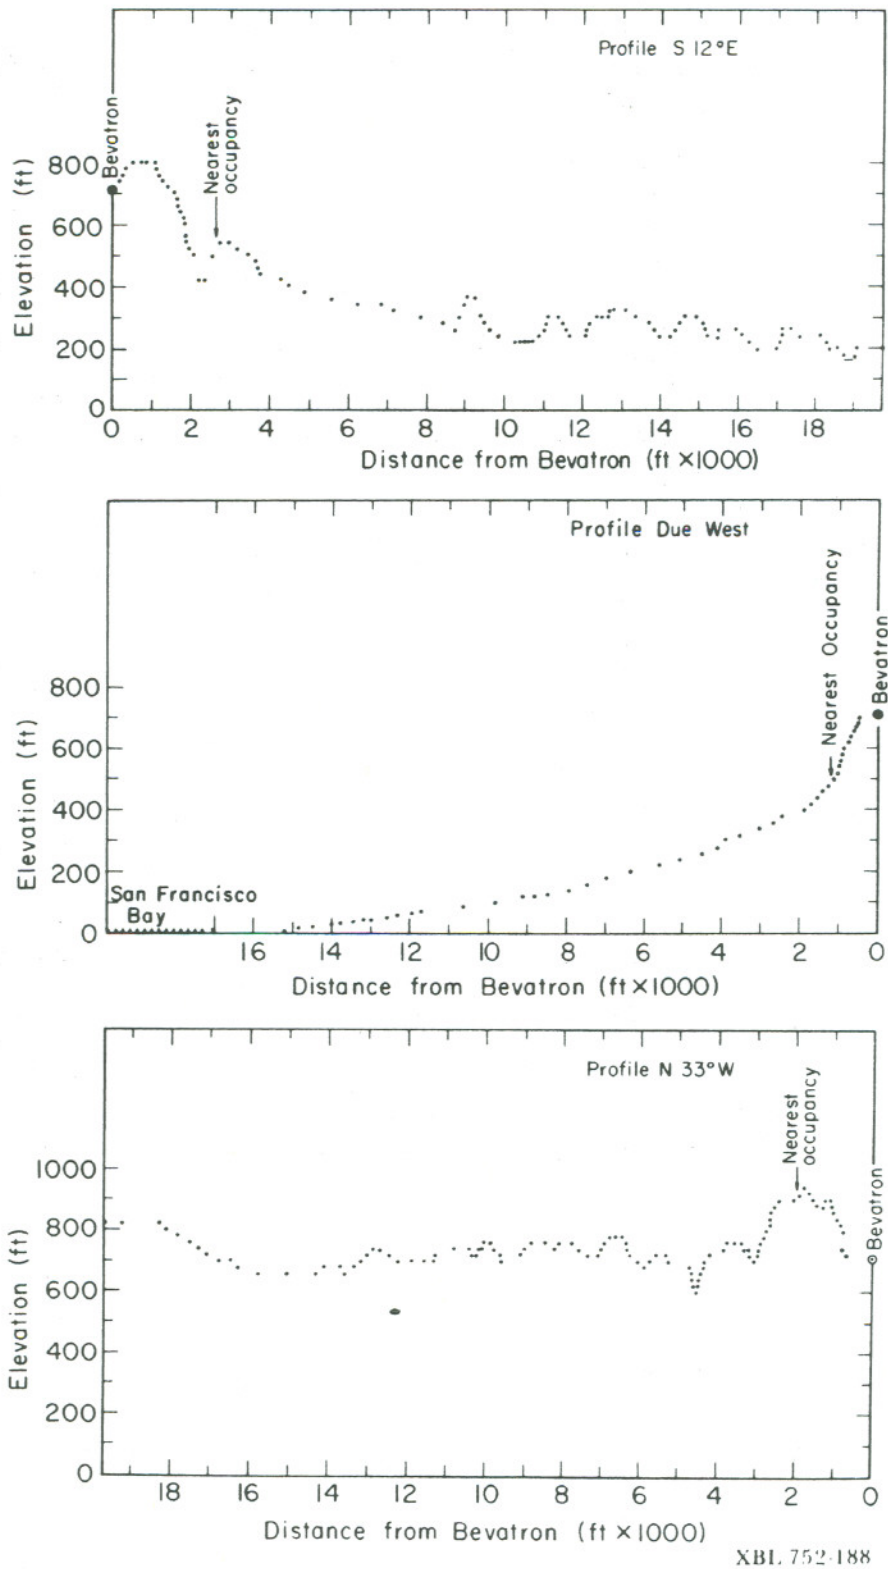 Profile S 12°E
Bevatron
Nearest
occupancy
Elevation (ft)
800
600
400
200
0
0 2 4 6 8 10 12 14 16 18
Distance from Bevatron (ft ×1000)
Profile Due West
Nearest Occupancy
Bevatron
Elevation (ft)
800
600
400
200
0
San Francisco
Bay
16 14 12 10 8 6 4 2 0
Distance from Bevatron (ft ×1000)
Profile N 33°W
Nearest
occupancy
Bevatron
Elevation (ft)
1000
800
600
400
200
0
18 16 14 12 10 8 6 4 2 0
Distance from Bevatron (ft ×1000)
XBL 752-188